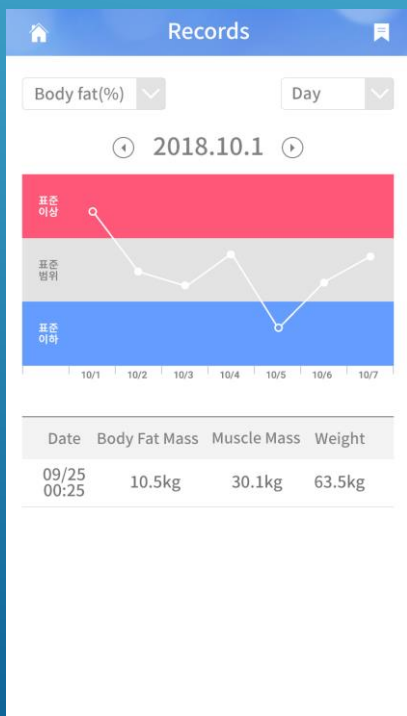 Records
Body fat(%)
Day
2018.10.1
표준
이상
표준
범위
표준
이하
10/1 10/2 10/3 10/4 10/5 10/6 10/7
Date Body Fat Mass Muscle Mass Weight
09/25
00:25
10.5kg 30.1kg 63.5kg